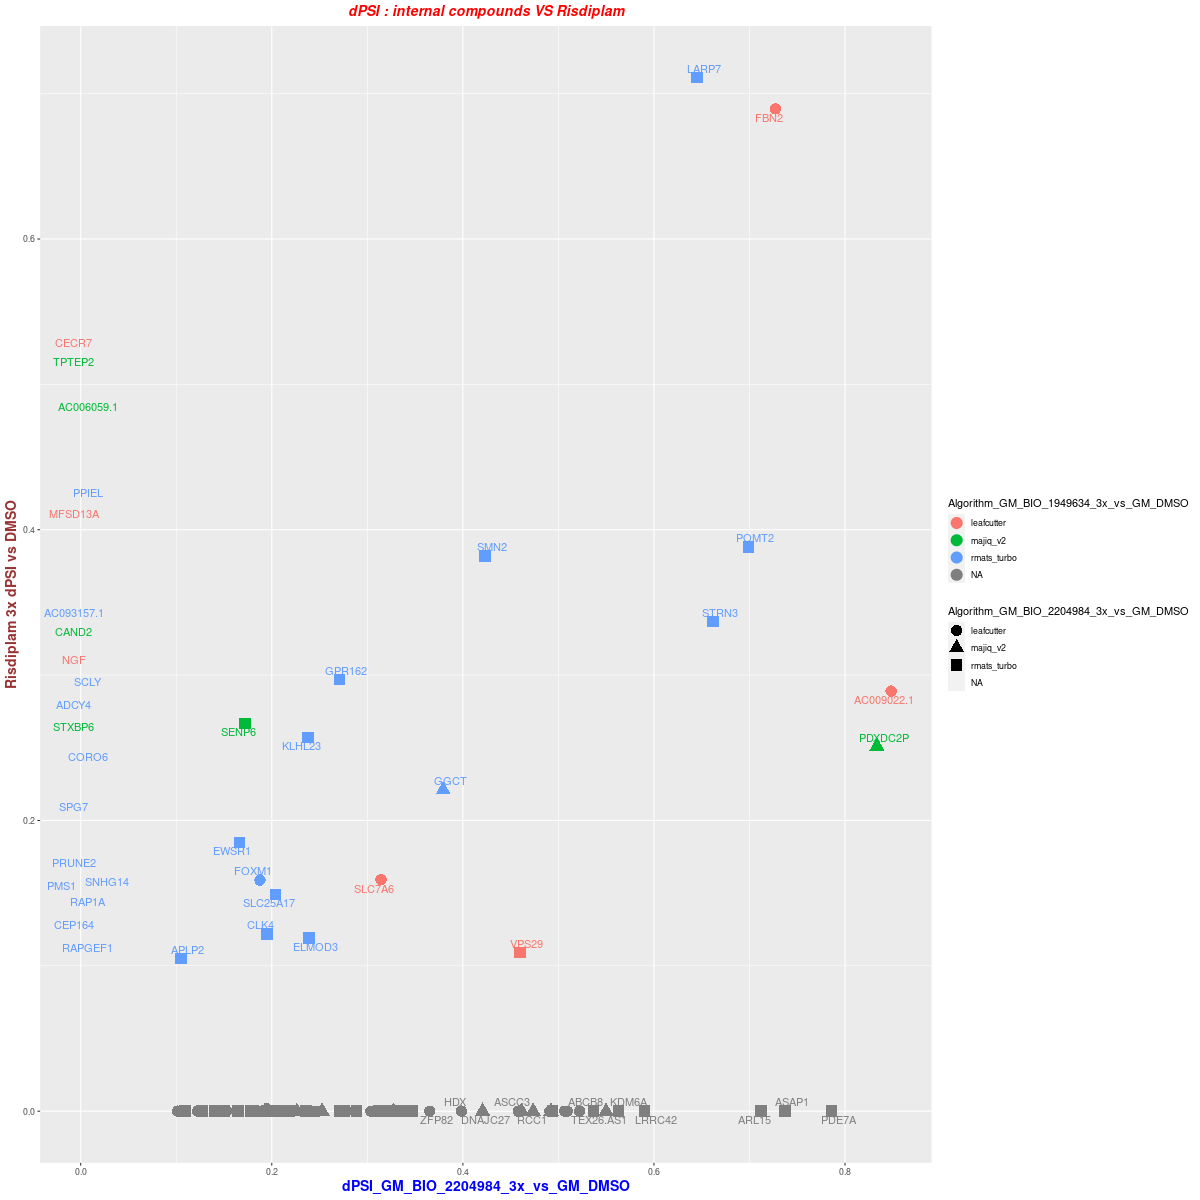 dPSI : internal compounds VS Risdiplam
LARP7
FBN2
0.6
CECR7
TPTEP2
AC006059.1
PPIEL
MFSD13A
0.4
SMN2
POMT2
AC093157.1
STRN3
CAND2
NGF
GPR162
SCLY
AC009022.1
ADCY4
STXBP6
SENP6
PDXDC2P
KLHL23
CORO6
GGCT
SPG7
0.2
EWSR1
PRUNE2
FOXM1
SNHG14
PMS1
SLC7A6
RAP1A
SLC25A17
CEP164
CLK4
RAPGEF1
APLP2
ELMOD3
VPS29
HDX
ASCC3
ABCB8
KDM6A
ASAP1
0.0
ZFP82
DNAJC27
RCC1
TEX26.AS1
LRRC42
ARL15
PDE7A
0.0
0.2
0.4
0.6
0.8
dPSI_GM_BIO_2204984_3x_vs_GM_DMSO
Risdiplam 3x dPSI vs DMSO
Algorithm_GM_BIO_1949634_3x_vs_GM_DMSO
leafcutter
majiq_v2
rmats_turbo
NA
Algorithm_GM_BIO_2204984_3x_vs_GM_DMSO
leafcutter
majiq_v2
rmats_turbo
NA